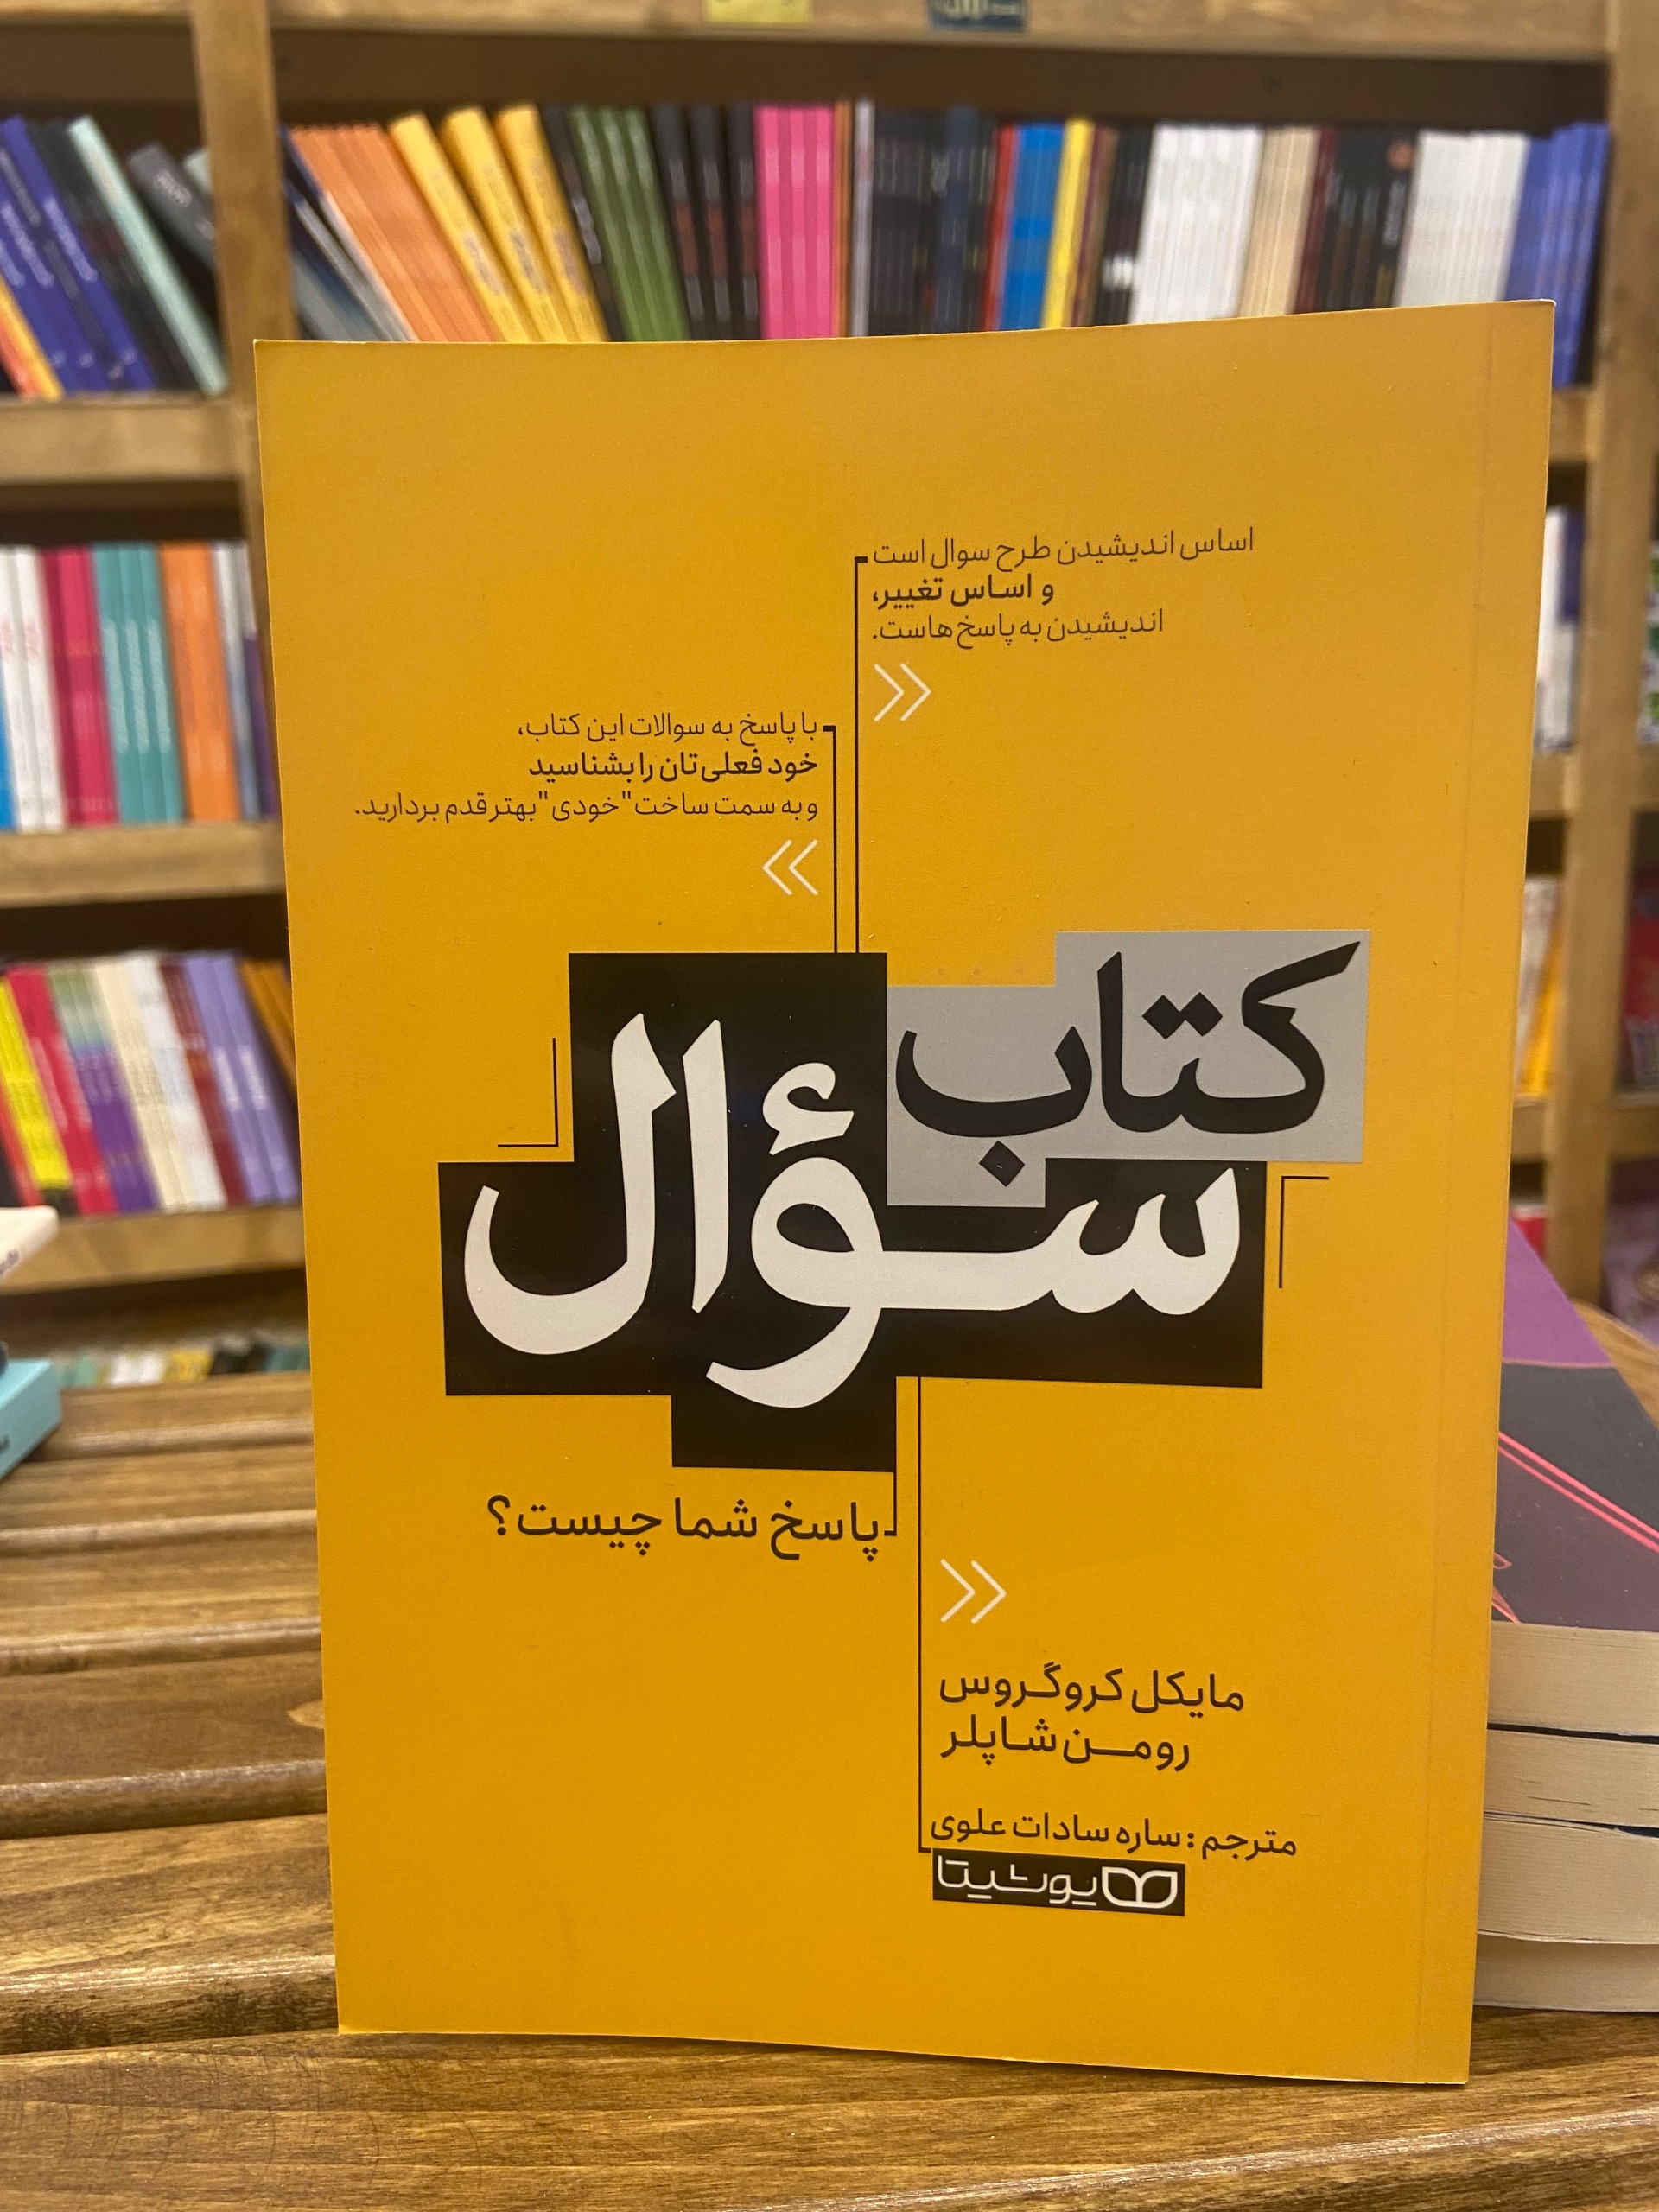 اساس اندیشیدن طرح سوال است
و اساس تغییر،
اندیشیدن به پاسخ هاست.
با پاسخ به سوالات این کتاب،
خود فعلی‌تان را بشناسید
و به سمت ساخت "خودی" بهتر قدم بردارید.
کتاب
سؤال
پاسخ شما چیست؟
مایکل کروگروس
رومن شاپلر
مترجم: ساره سادات علوی
یوشیتا